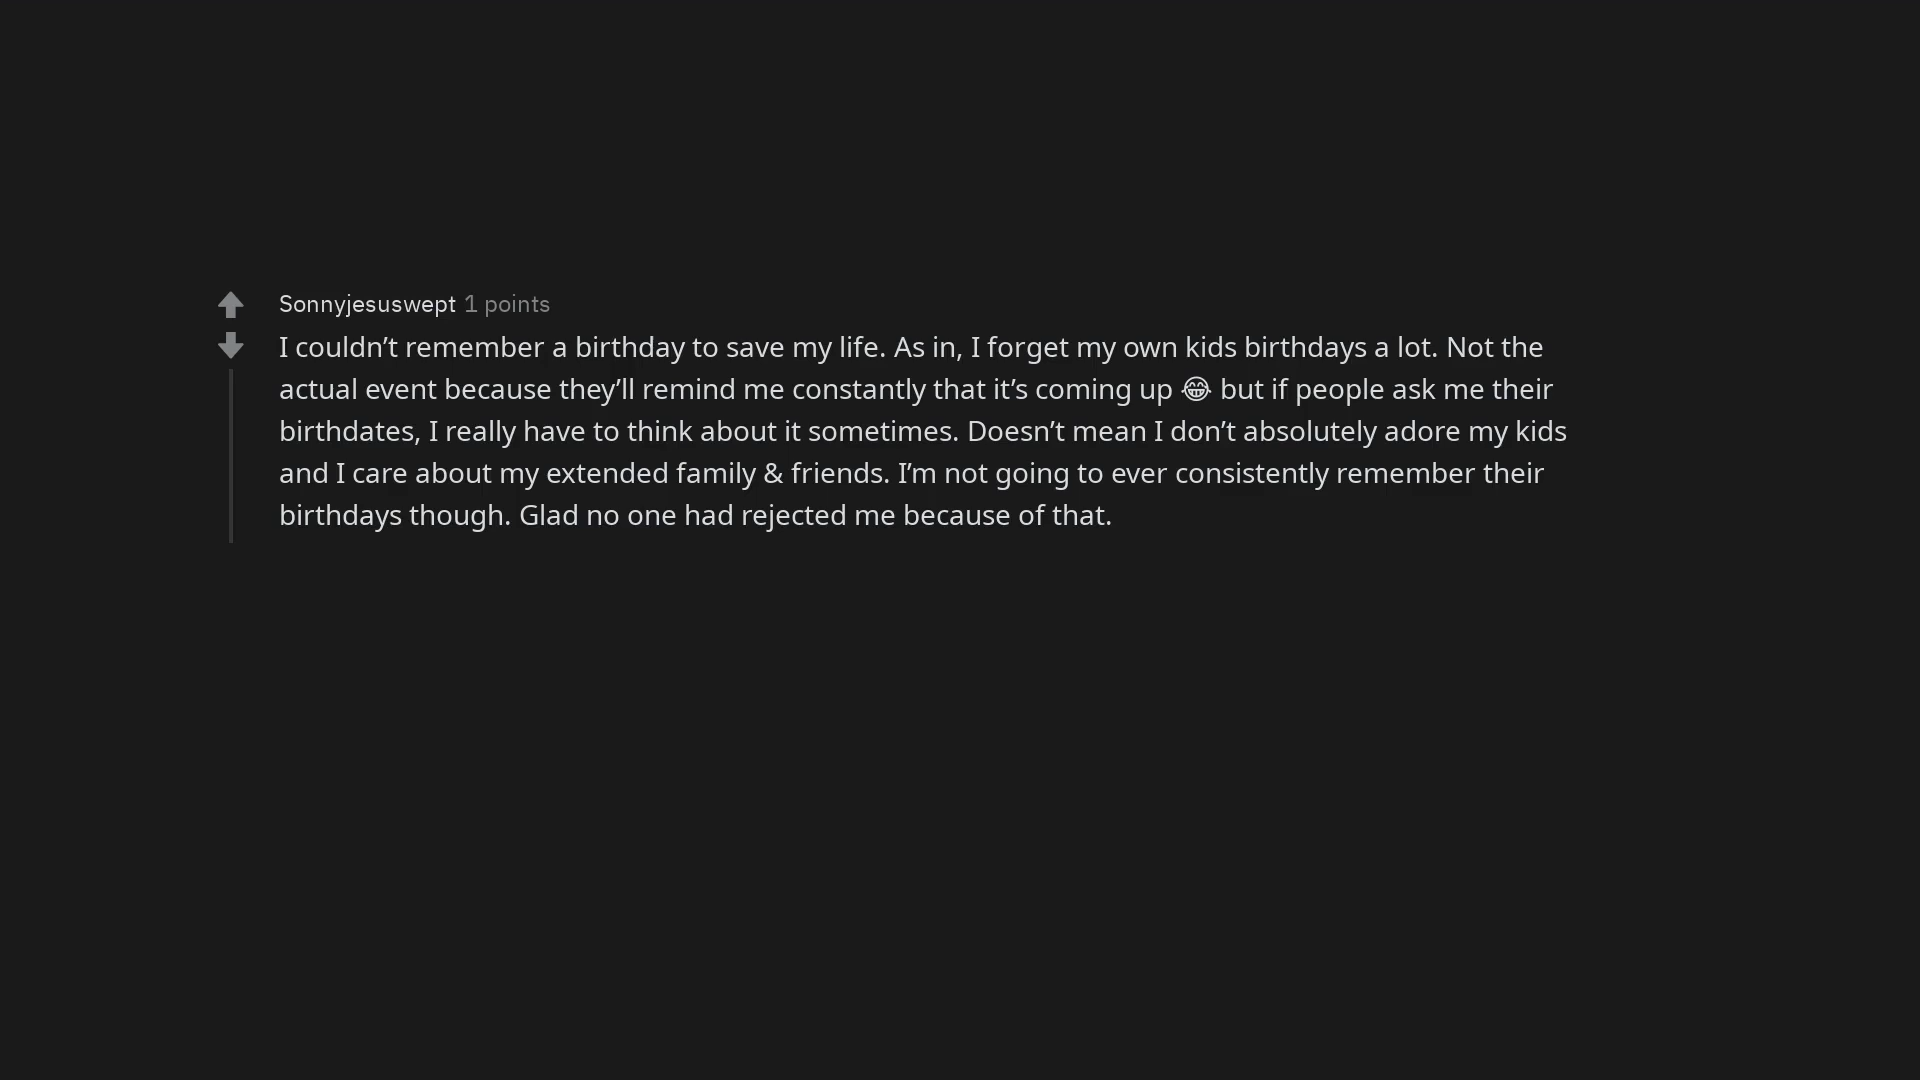 Sonnyjesuswept 1 points
I couldn’t remember a birthday to save my life. As in, I forget my own kids birthdays a lot. Not the
actual event because they’ll remind me constantly that it’s coming up 😂 but if people ask me their
birthdates, I really have to think about it sometimes. Doesn’t mean I don’t absolutely adore my kids
and I care about my extended family & friends. I’m not going to ever consistently remember their
birthdays though. Glad no one had rejected me because of that.